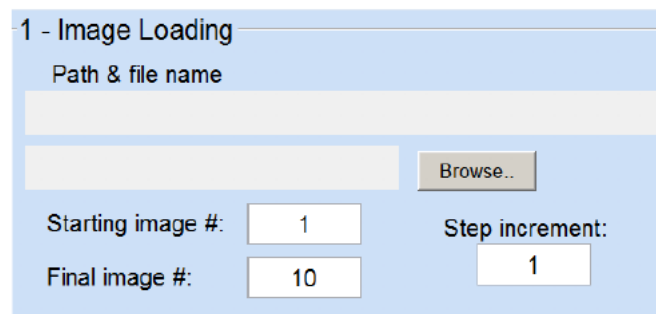 1 - Image Loading
Path & file name
Browse..
Starting image #: 1
Step increment:
Final image #: 10
1